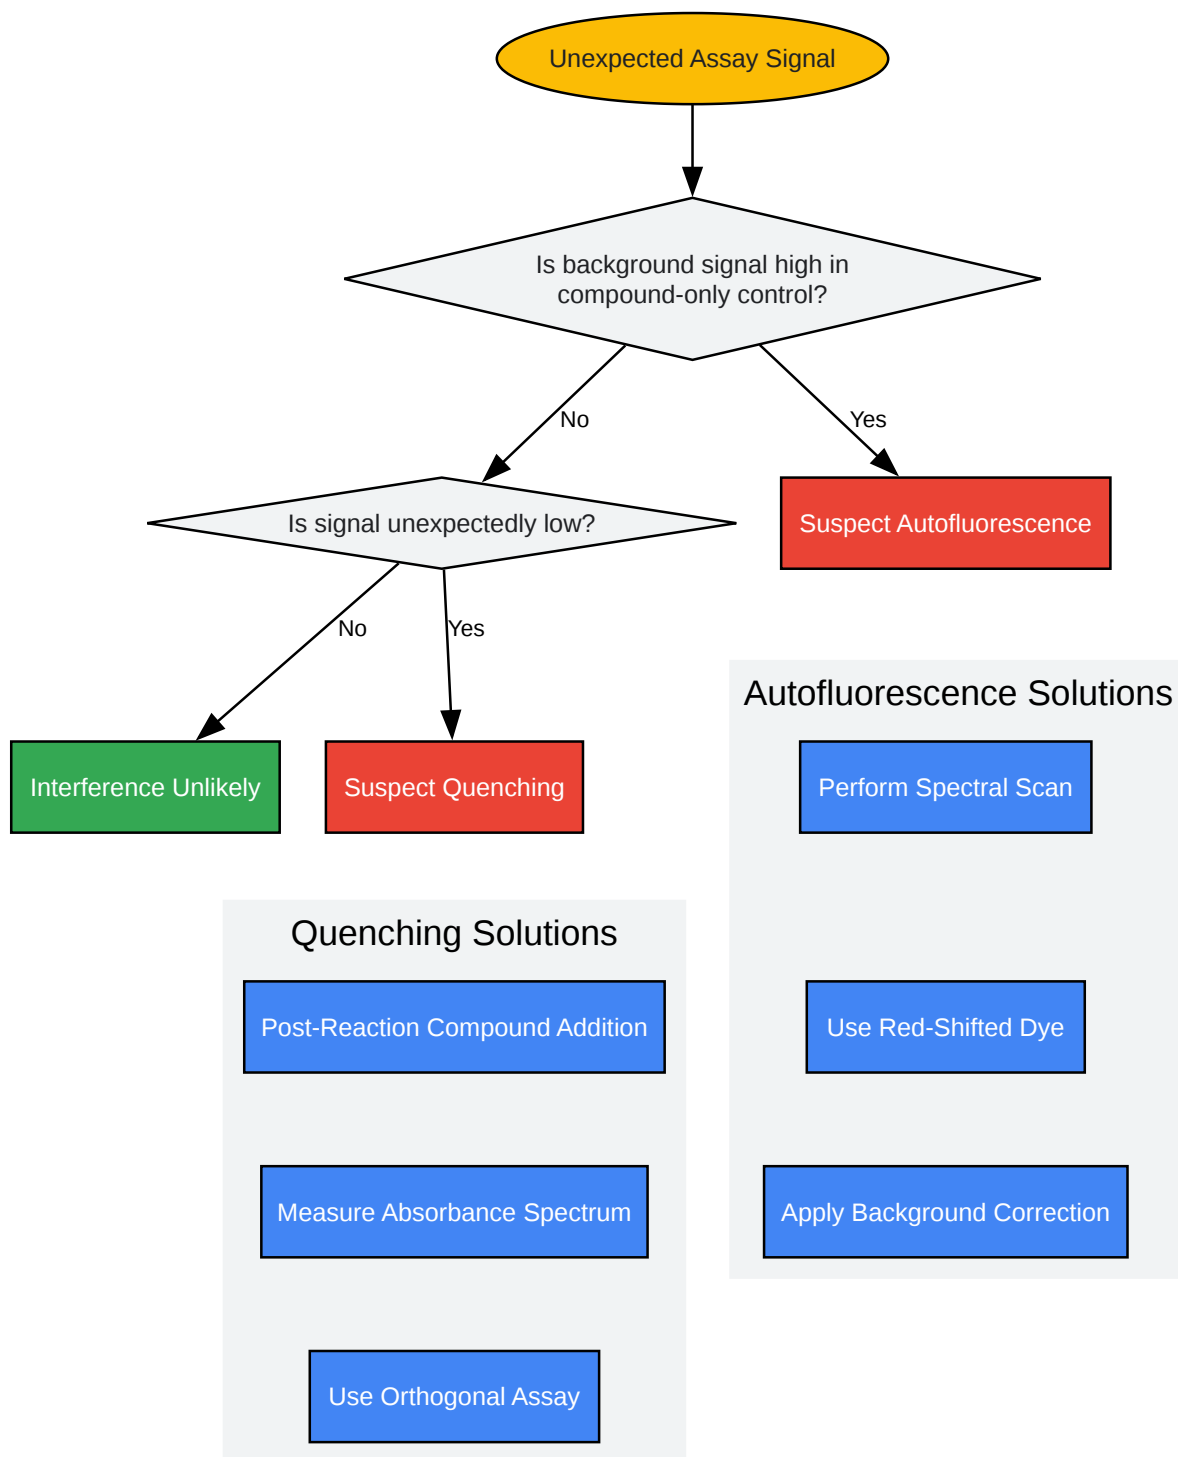 Unexpected Assay Signal
Is background signal high in
compound-only control?
No
Yes
Is signal unexpectedly low?
Suspect Autofluorescence
No
Yes
Interference Unlikely
Suspect Quenching
Autofluorescence Solutions
Perform Spectral Scan
Use Red-Shifted Dye
Apply Background Correction
Quenching Solutions
Post-Reaction Compound Addition
Measure Absorbance Spectrum
Use Orthogonal Assay